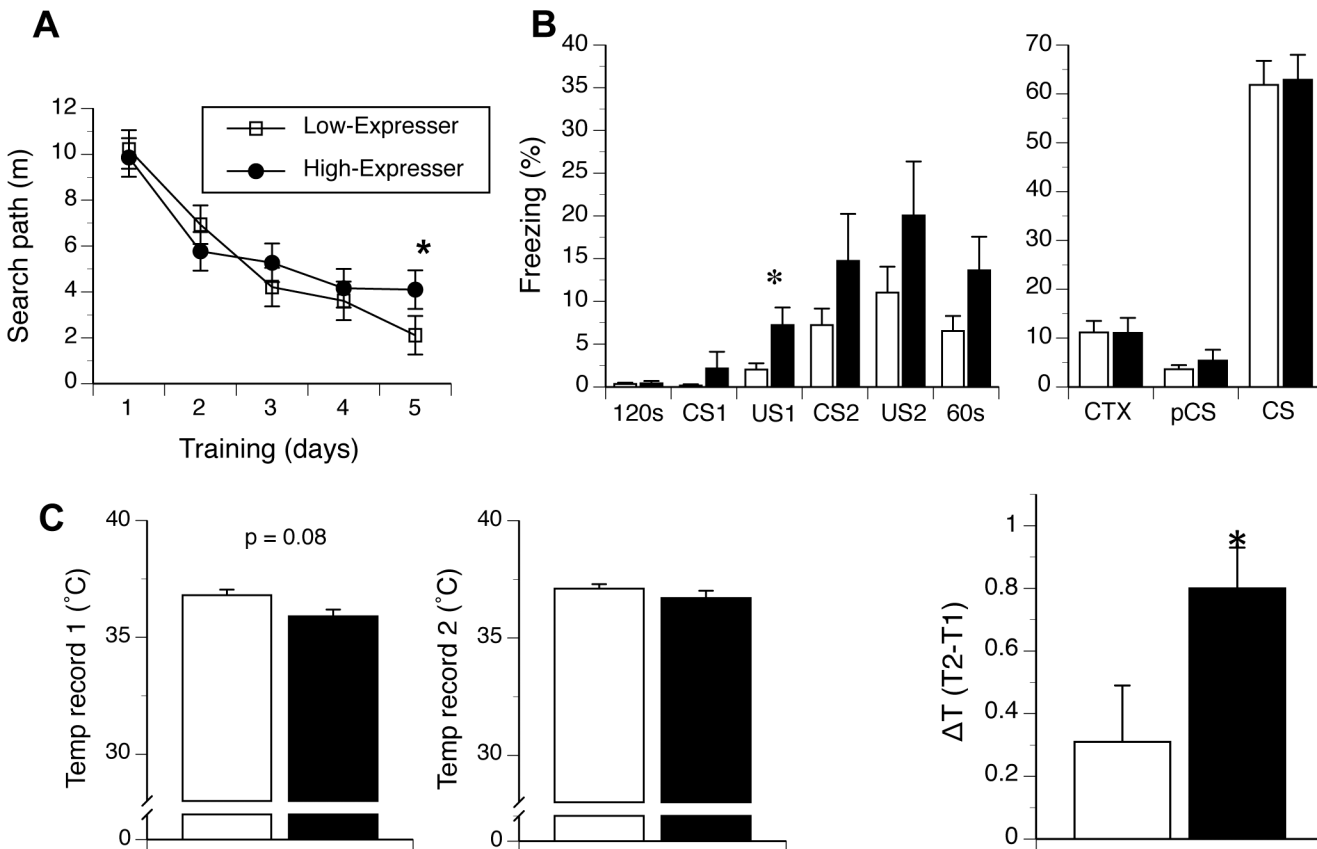 A
Search path (m)
12
10
8
6
4
2
0
Low-Expresser
High-Expresser
*
1 2 3 4 5
Training (days)
B
Freezing (%)
40
35
30
25
20
15
10
5
0
*
120s CS1 US1 CS2 US2 60s
70
60
50
40
30
20
10
0
CTX pCS CS
C
Temp record 1 (˚C)
40
35
30
0
p = 0.08
Temp record 2 (˚C)
40
35
30
0
ΔT (T2-T1)
1
0.8
0.6
0.4
0.2
0
*